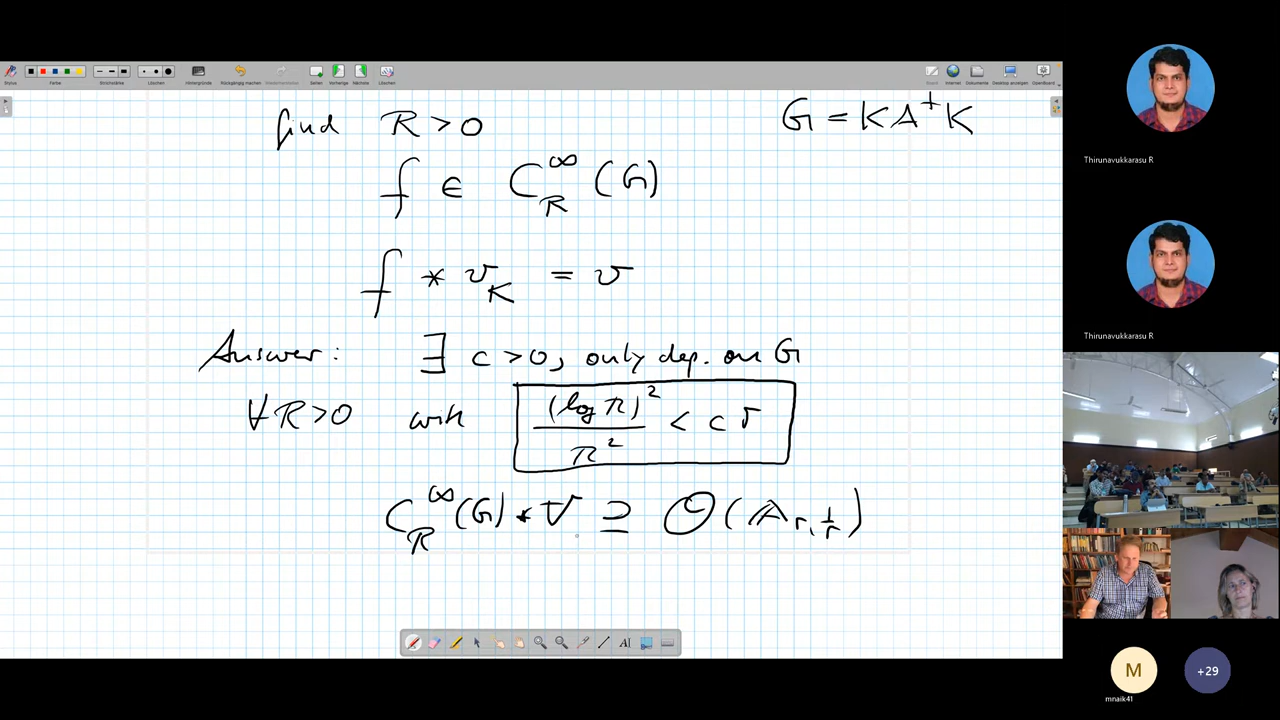 find R > 0
G = K A⁺ K
f ∈ C_R^∞ (G)
f * v_K = v
Answer: ∃ c > 0, only dep. on G
∀ R > 0 with (log R)² / R² < c r
C_R^∞ (G) * V ⊇ O(A_{r, 1/r})
Thirunavukkarasu R
Thirunavukkarasu R
M
mnaik41
+29